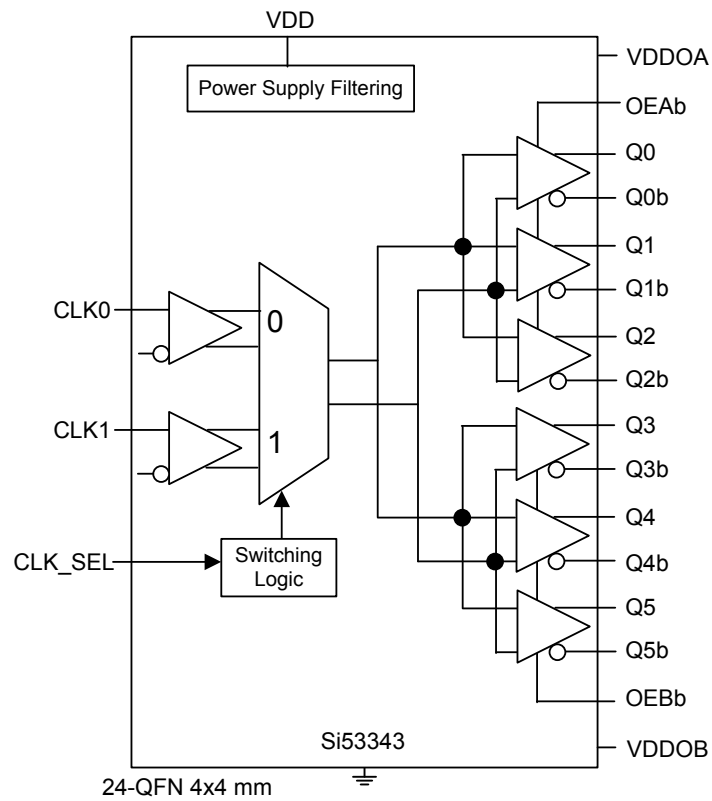 VDD
Power Supply Filtering
VDDOA
OEAb
Q0
Q0b
Q1
Q1b
Q2
Q2b
Q3
Q3b
Q4
Q4b
Q5
Q5b
OEBb
VDDOB
CLK0
0
CLK1
1
CLK_SEL
Switching
Logic
Si53343
24-QFN 4x4 mm